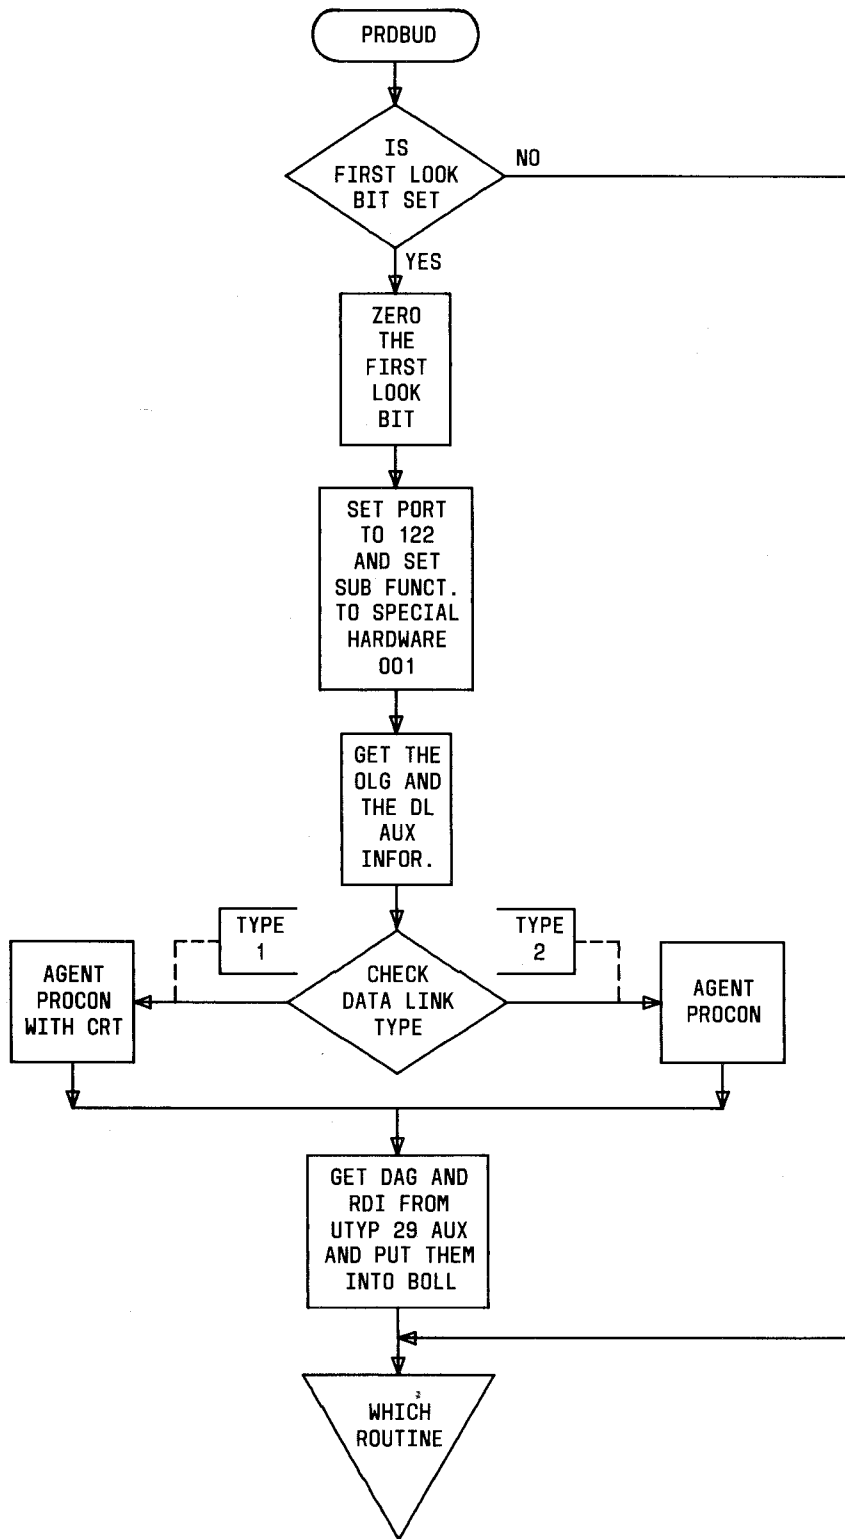 PRDBUD
IS
FIRST LOOK
BIT SET
NO
YES
ZERO
THE
FIRST
LOOK
BIT
SET PORT
TO 122
AND SET
SUB FUNCT.
TO SPECIAL
HARDWARE
001
GET THE
OLG AND
THE DL
AUX
INFOR.
TYPE
1
TYPE
2
AGENT
PROCON
WITH CRT
CHECK
DATA LINK
TYPE
AGENT
PROCON
GET DAG AND
RDI FROM
UTYP 29 AUX
AND PUT THEM
INTO BOLL
WHICH
ROUTINE